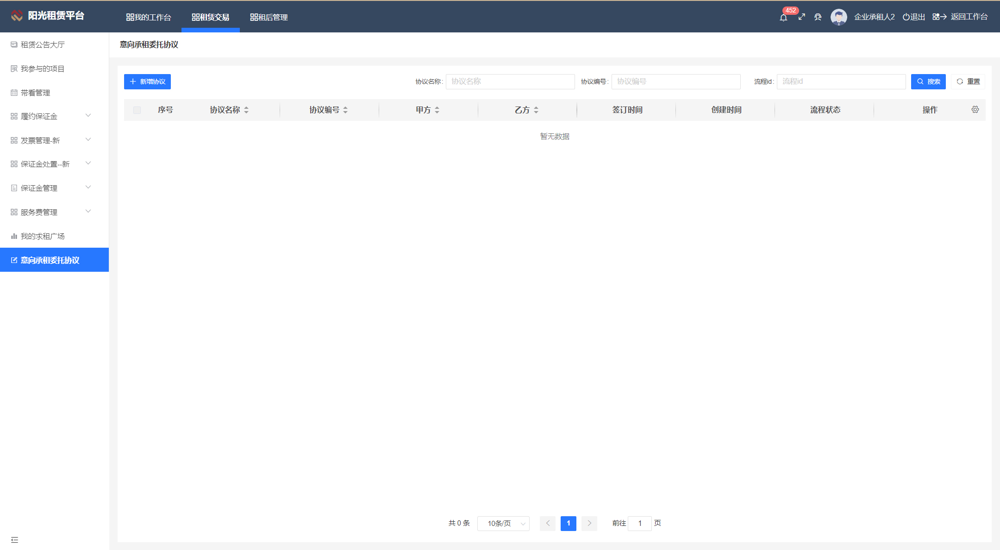 阳光租赁平台
我的工作台
租赁交易
租后管理
452
企业承租人2
退出
返回工作台
租赁公告大厅
我参与的项目
带看管理
履约保证金
发票管理-新
保证金处置--新
保证金管理
服务费管理
我的求租广场
意向承租委托协议
意向承租委托协议
新增协议
协议名称:
协议名称
协议编号:
协议编号
流程id:
流程id
搜索
重置
序号 协议名称 协议编号 甲方 乙方 签订时间 创建时间 流程状态 操作
暂无数据
共 0 条
10条/页
1
前往 1 页